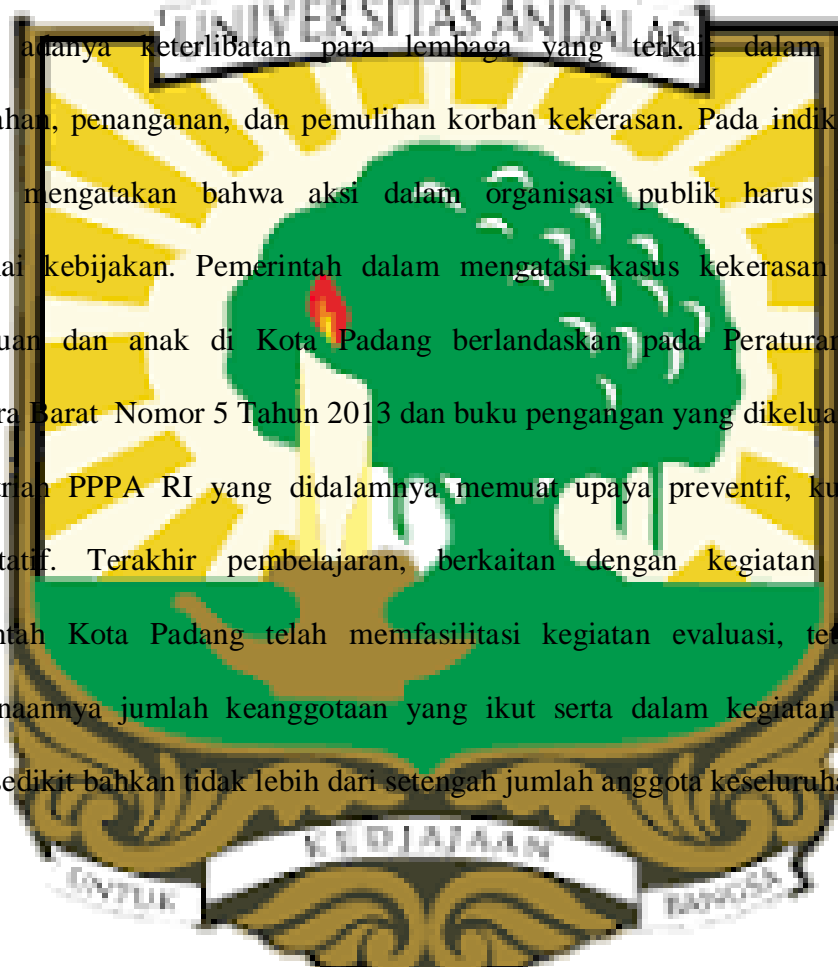 UNIVERSITAS ANDALAS
adanya keterlibatan para lembaga yang terkait dalam
ahan, penanganan, dan pemulihan korban kekerasan. Pada indik
mengatakan bahwa aksi dalam organisasi publik harus
ai kebijakan. Pemerintah dalam mengatasi kasus kekerasan
uan dan anak di Kota Padang berlandaskan pada Peraturan
ra Barat Nomor 5 Tahun 2013 dan buku pengangan yang dikelua
trian PPPA RI yang didalamnya memuat upaya preventif, ku
tatif. Terakhir pembelajaran, berkaitan dengan kegiatan
ntah Kota Padang telah memfasilitasi kegiatan evaluasi, tet
naannya jumlah keanggotaan yang ikut serta dalam kegiatan
sedikit bahkan tidak lebih dari setengah jumlah anggota keseluruha
UNTUK KEDJAJAAN BANGSA